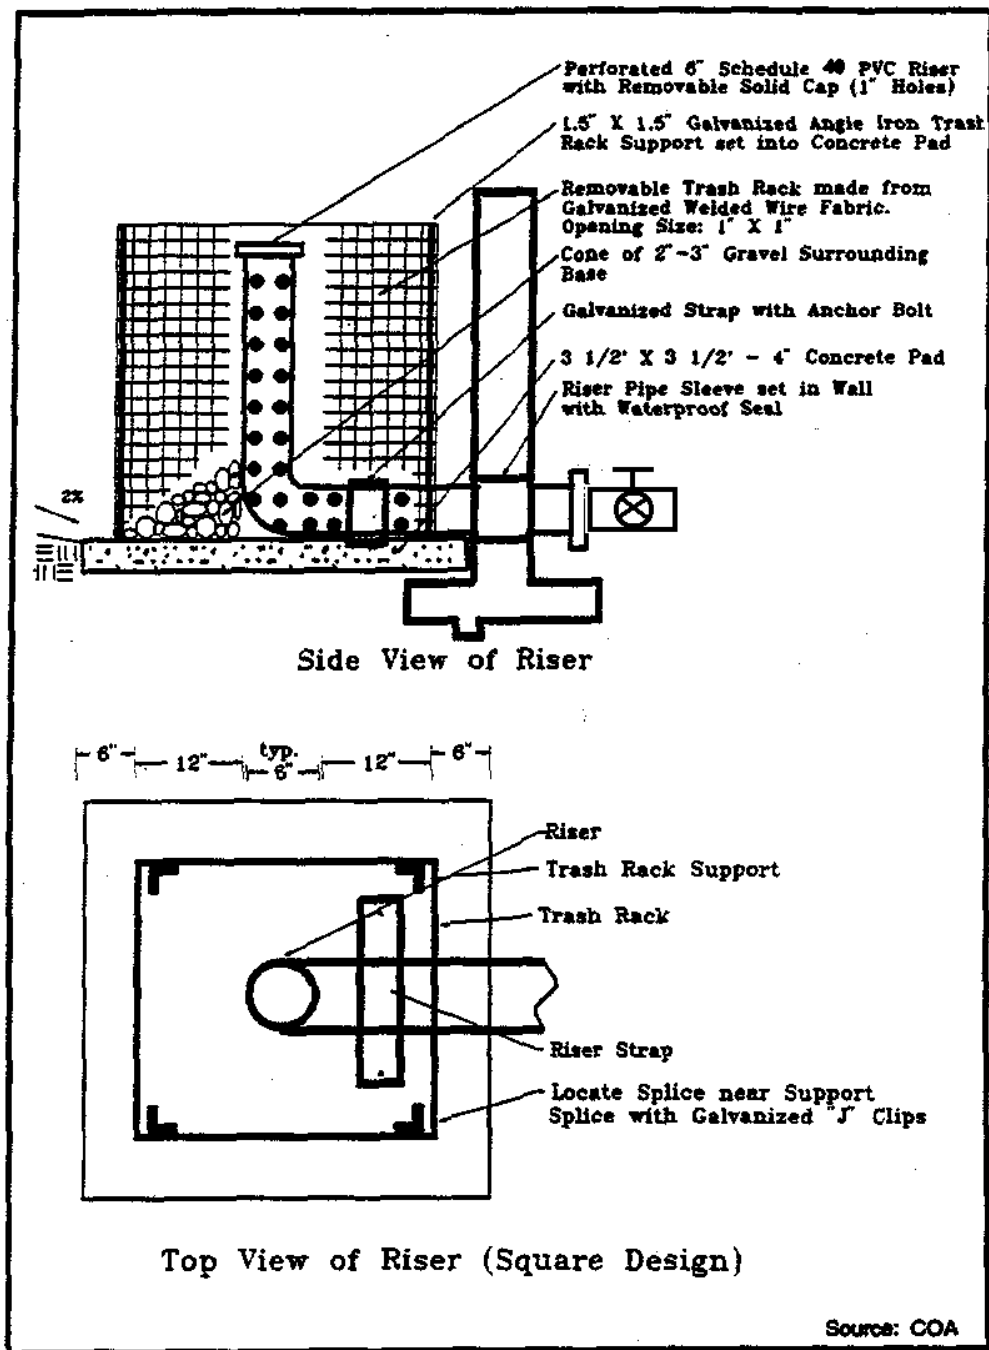 Perforated 6" Schedule 40 PVC Riser
with Removable Solid Cap (1" Holes)
1.5" X 1.5" Galvanized Angle Iron Trash
Rack Support set into Concrete Pad
Removable Trash Rack made from
Galvanized Welded Wire Fabric.
Opening Size: 1" X 1"
Cone of 2"-3" Gravel Surrounding
Base
Galvanized Strap with Anchor Bolt
3 1/2' X 3 1/2' - 4" Concrete Pad
Riser Pipe Sleeve set in Wall
with Waterproof Seal
2%
Side View of Riser
6" 12" typ. 6" 12" 6"
Riser
Trash Rack Support
Trash Rack
Riser Strap
Locate Splice near Support
Splice with Galvanized "J" Clips
Top View of Riser (Square Design)
Source: COA